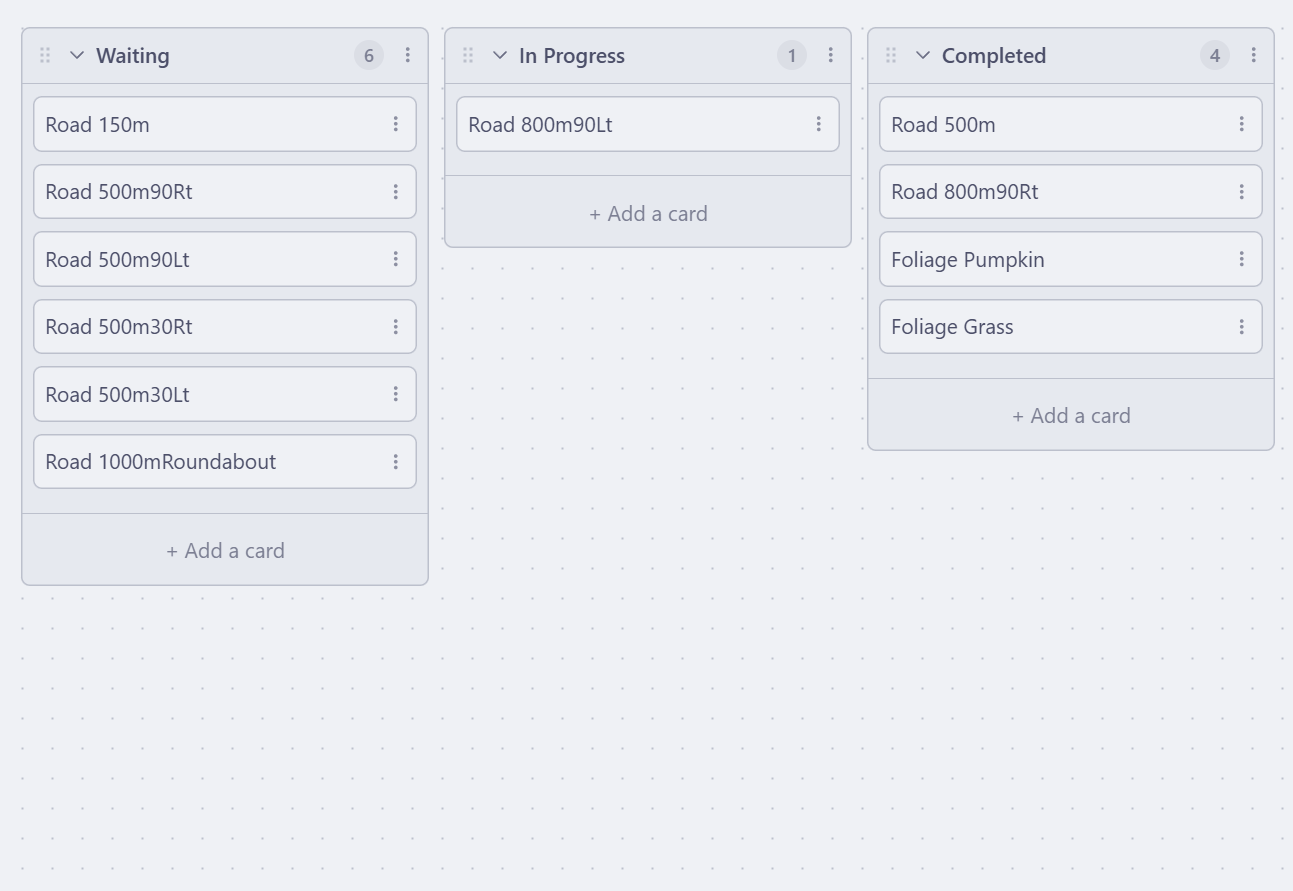 Waiting
6
Road 150m
Road 500m90Rt
Road 500m90Lt
Road 500m30Rt
Road 500m30Lt
Road 1000mRoundabout
+ Add a card
In Progress
1
Road 800m90Lt
+ Add a card
Completed
4
Road 500m
Road 800m90Rt
Foliage Pumpkin
Foliage Grass
+ Add a card